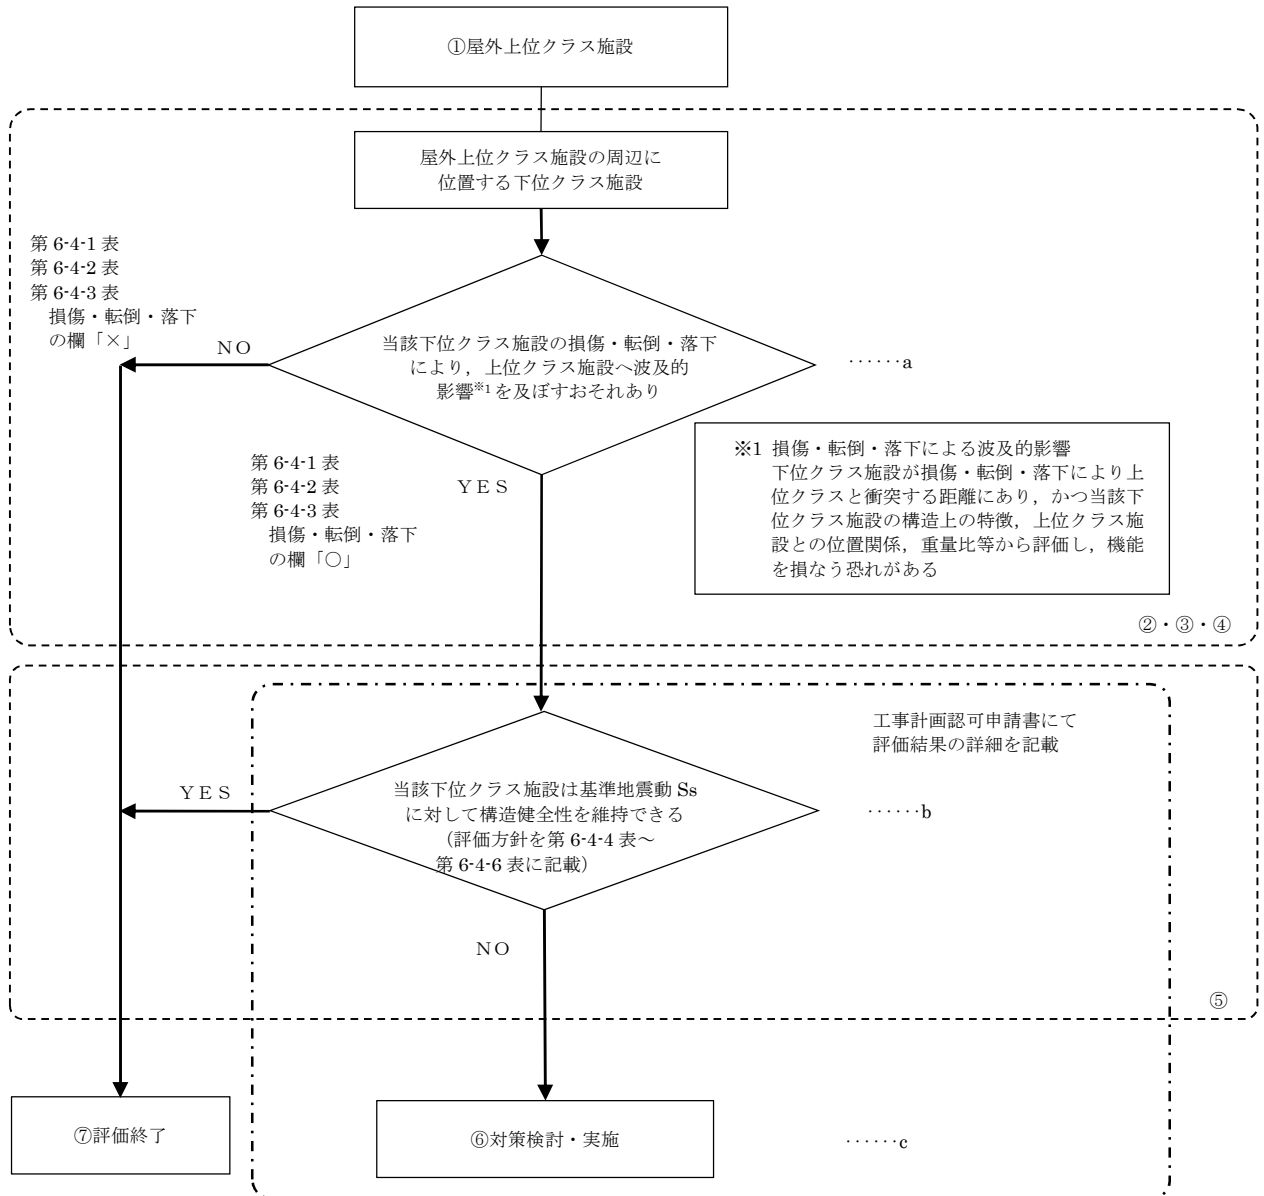 ①屋外上位クラス施設
屋外上位クラス施設の周辺に
位置する下位クラス施設
第 6-4-1 表
第 6-4-2 表
第 6-4-3 表
損傷・転倒・落下
の欄「×」
NO
当該下位クラス施設の損傷・転倒・落下
により，上位クラス施設へ波及的
影響※1を及ぼすおそれあり
……a
第 6-4-1 表
第 6-4-2 表
第 6-4-3 表
損傷・転倒・落下
の欄「○」
YES
※1 損傷・転倒・落下による波及的影響
下位クラス施設が損傷・転倒・落下により上
位クラスと衝突する距離にあり，かつ当該下
位クラス施設の構造上の特徴，上位クラス施
設との位置関係，重量比等から評価し，機能
を損なう恐れがある
②・③・④
工事計画認可申請書にて
評価結果の詳細を記載
YES
当該下位クラス施設は基準地震動 Ss
に対して構造健全性を維持できる
（評価方針を第 6-4-4 表～
第 6-4-6 表に記載）
……b
NO
⑤
⑦評価終了
⑥対策検討・実施
……c